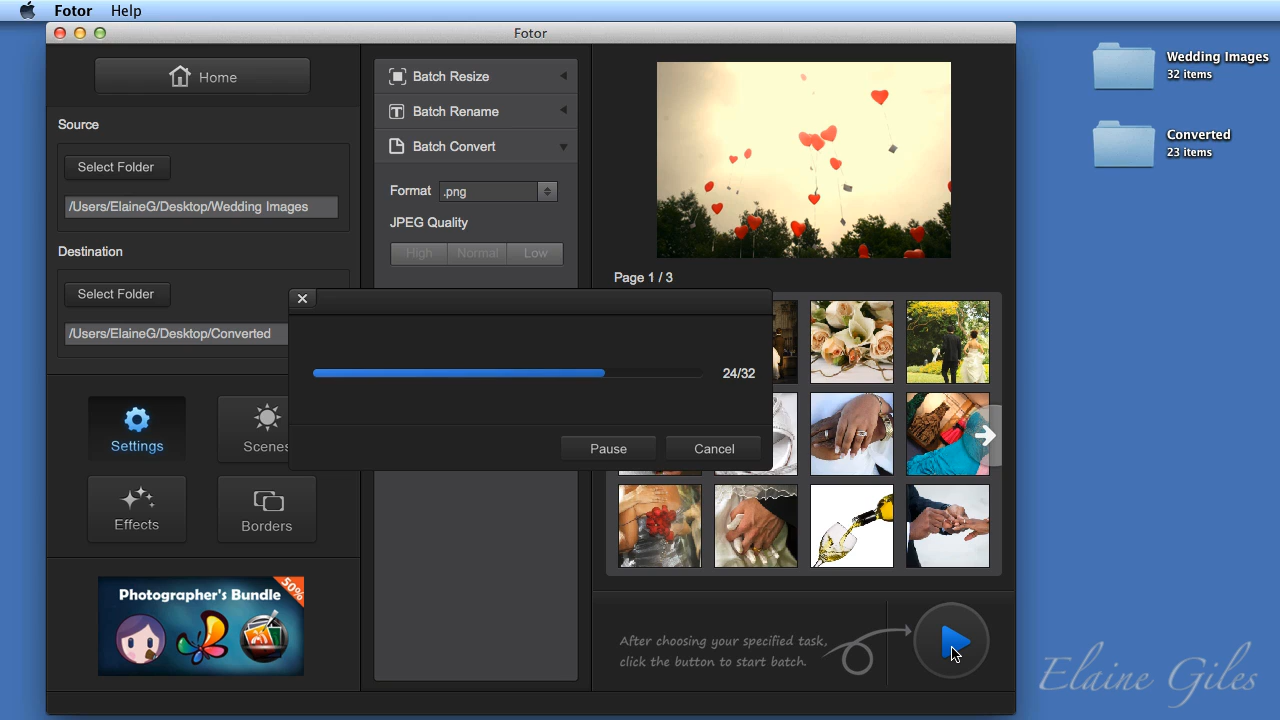 Fotor Help
Fotor
Home
Source
Select Folder
/Users/ElaineG/Desktop/Wedding Images
Destination
Select Folder
/Users/ElaineG/Desktop/Converted
Settings
Scenes
Effects
Borders
Photographer's Bundle
50%
Batch Resize
Batch Rename
Batch Convert
Format .png
JPEG Quality
High Normal Low
Page 1 / 3
24/32
Pause Cancel
After choosing your specified task,
click the button to start batch.
Wedding Images
32 items
Converted
23 items
Elaine Giles